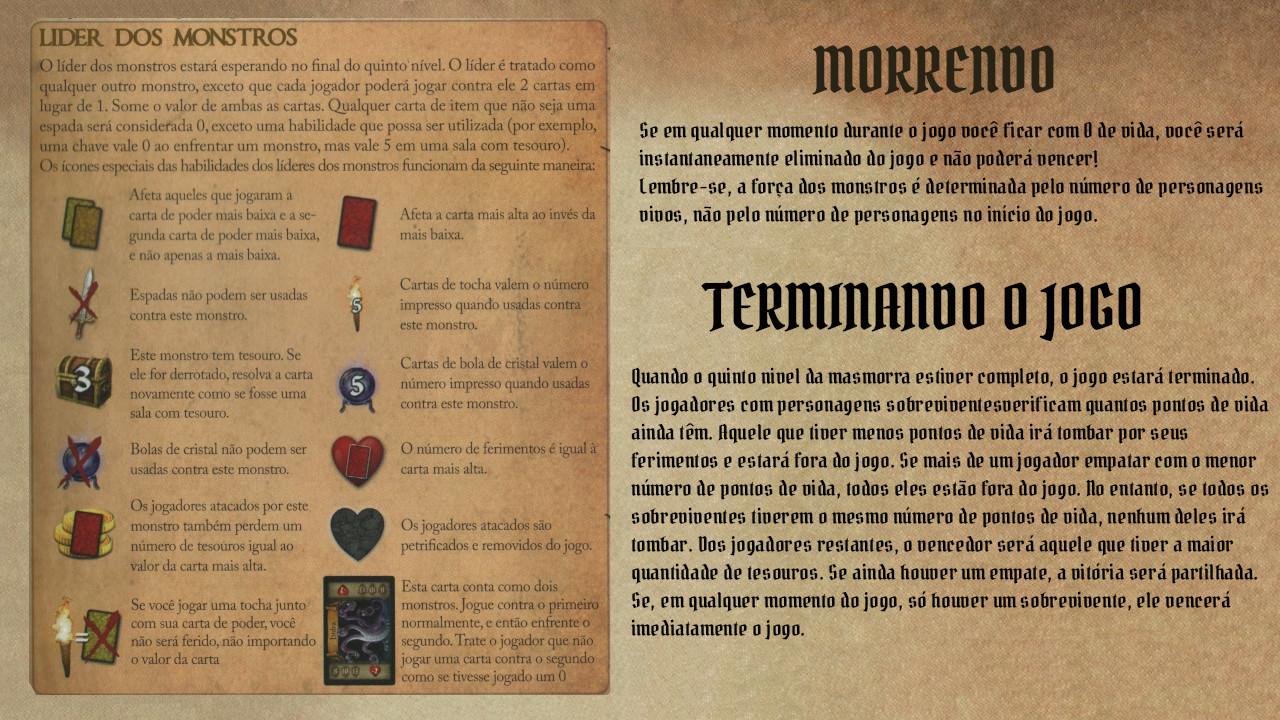 LIDER DOS MONSTROS
O líder dos monstros estará esperando no final do quinto nível. O líder é tratado como
qualquer outro monstro, exceto que cada jogador poderá jogar contra ele 2 cartas em
lugar de 1. Some o valor de ambas as cartas. Qualquer carta de item que não seja uma
espada será considerada 0, exceto uma habilidade que possa ser utilizada (por exemplo,
uma chave vale 0 ao enfrentar um monstro, mas vale 5 em uma sala com tesouro).
Os ícones especiais das habilidades dos líderes dos monstros funcionam da seguinte maneira:
Afeta aqueles que jogaram a
carta de poder mais baixa e a se-
gunda carta de poder mais baixa,
e não apenas a mais baixa.
Afeta a carta mais alta ao invés da
mais baixa.
Espadas não podem ser usadas
contra este monstro.
5
Cartas de tocha valem o número
impresso quando usadas contra
este monstro.
3
Este monstro tem tesouro. Se
ele for derrotado, resolva a carta
novamente como se fosse uma
sala com tesouro.
5
Cartas de bola de cristal valem o
número impresso quando usadas
contra este monstro.
Bolas de cristal não podem ser
usadas contra este monstro.
O número de ferimentos é igual à
carta mais alta.
Os jogadores atacados por este
monstro também perdem um
número de tesouros igual ao
valor da carta mais alta.
Os jogadores atacados são
petrificados e removidos do jogo.
=
Se você jogar uma tocha junto
com sua carta de poder, você
não será ferido, não importando
o valor da carta
Esta carta conta como dois
monstros. Jogue contra o primeiro
normalmente, e então enfrente o
segundo. Trate o jogador que não
jogar uma carta contra o segundo
como se tivesse jogado um 0
MORRENDO
Se em qualquer momento durante o jogo você ficar com 0 de vida, você será
instantaneamente eliminado do jogo e não poderá vencer!
Lembre-se, a força dos monstros é determinada pelo número de personagens
vivos, não pelo número de personagens no início do jogo.
TERMINANDO O JOGO
Quando o quinto nivel da masmorra estiver completo, o jogo estará terminado.
Os jogadores com personagens sobreviventesverificam quantos pontos de vida
ainda têm. Aquele que tiver menos pontos de vida irá tombar por seus
ferimentos e estará fora do jogo. Se mais de um jogador empatar com o menor
número de pontos de vida, todos eles estão fora do jogo. No entanto, se todos os
sobreviventes tiverem o mesmo número de pontos de vida, nenhum deles irá
tombar. Dos jogadores restantes, o vencedor será aquele que tiver a maior
quantidade de tesouros. Se ainda houver um empate, a vitória será partilhada.
Se, em qualquer momento do jogo, só houver um sobrevivente, ele vencerá
imediatamente o jogo.